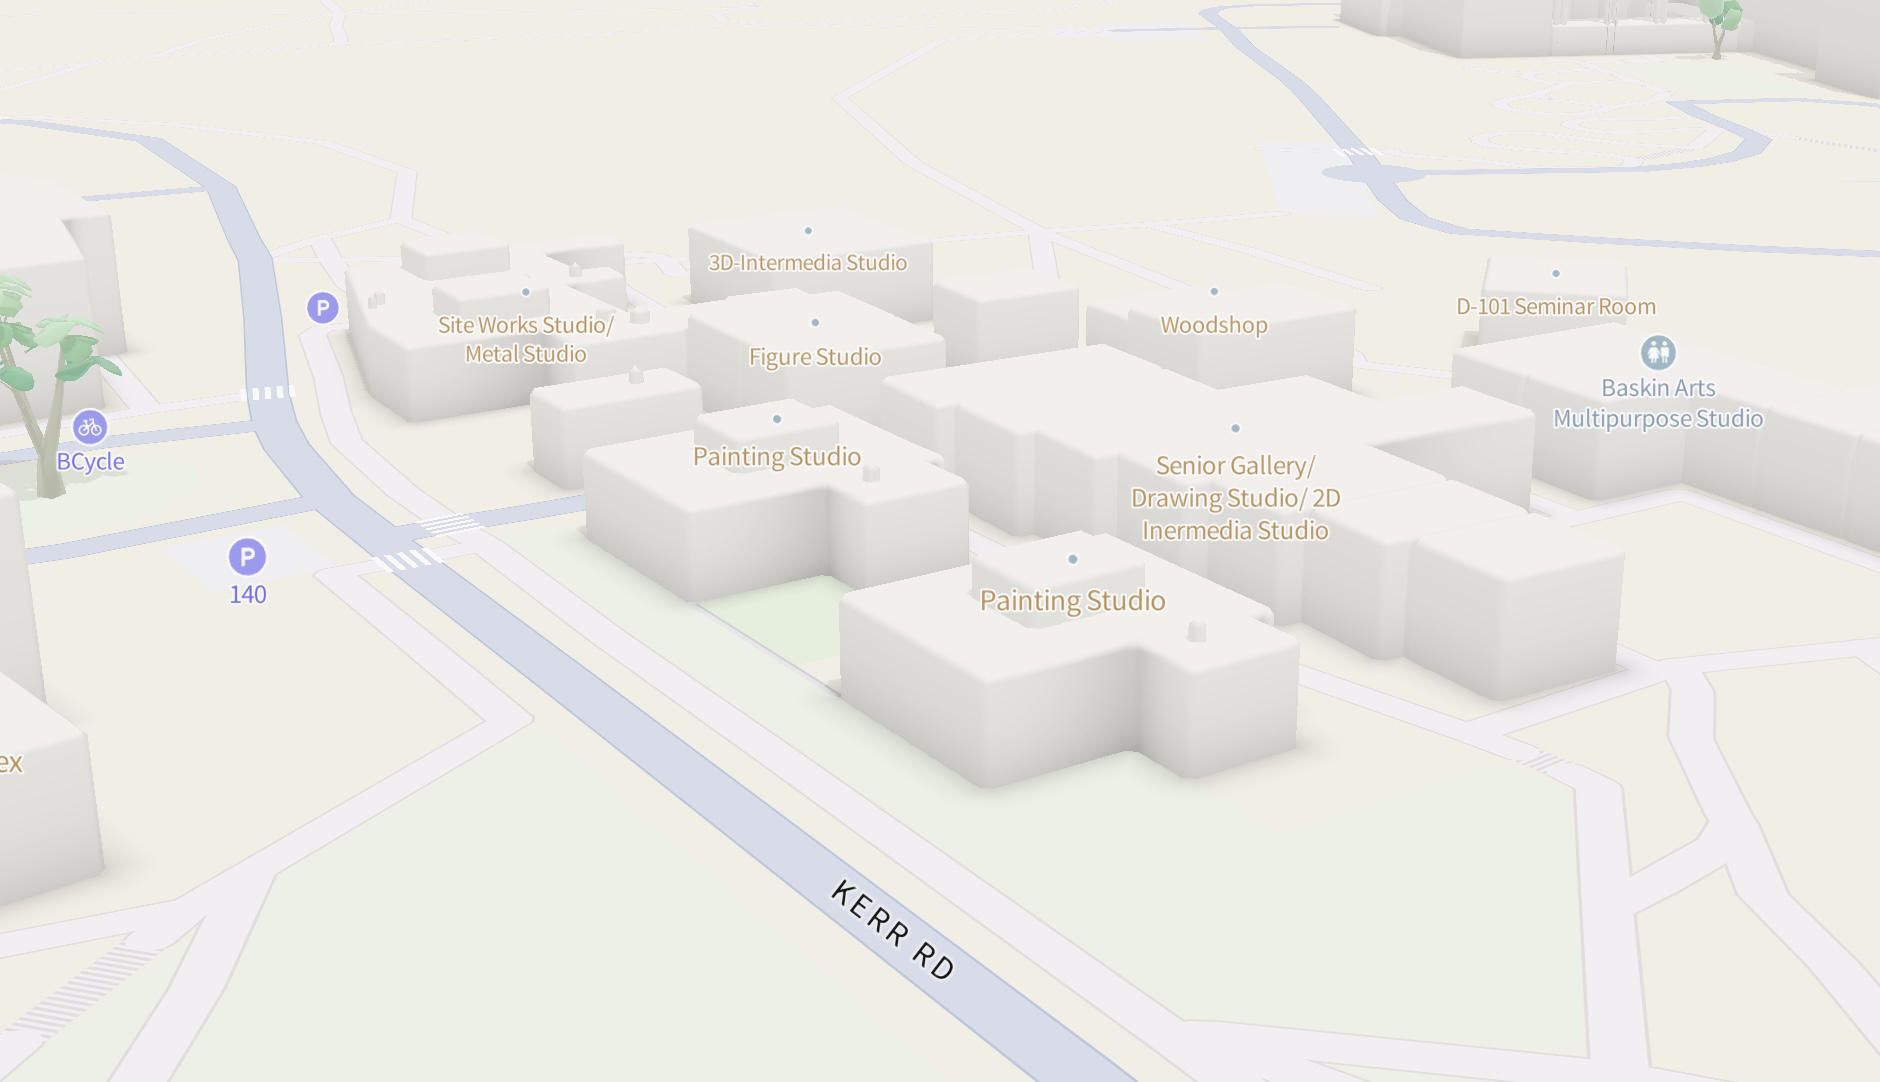 3D-Intermedia Studio
Site Works Studio/
Metal Studio
Figure Studio
Woodshop
D-101 Seminar Room
Baskin Arts
Multipurpose Studio
P
BCycle
Painting Studio
Senior Gallery/
Drawing Studio/ 2D
Inermedia Studio
P
140
Painting Studio
ex
KERR RD